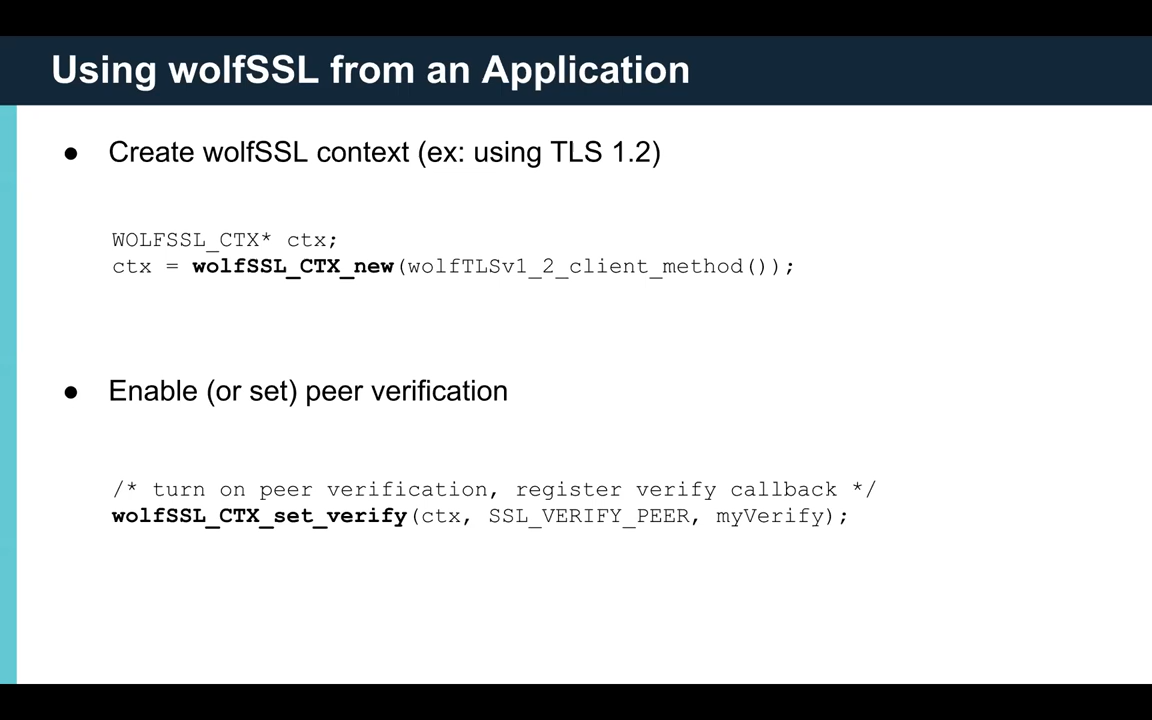 Using wolfSSL from an Application
● Create wolfSSL context (ex: using TLS 1.2)
WOLFSSL_CTX* ctx;
ctx = wolfSSL_CTX_new(wolfTLSv1_2_client_method());
● Enable (or set) peer verification
/* turn on peer verification, register verify callback */
wolfSSL_CTX_set_verify(ctx, SSL_VERIFY_PEER, myVerify);